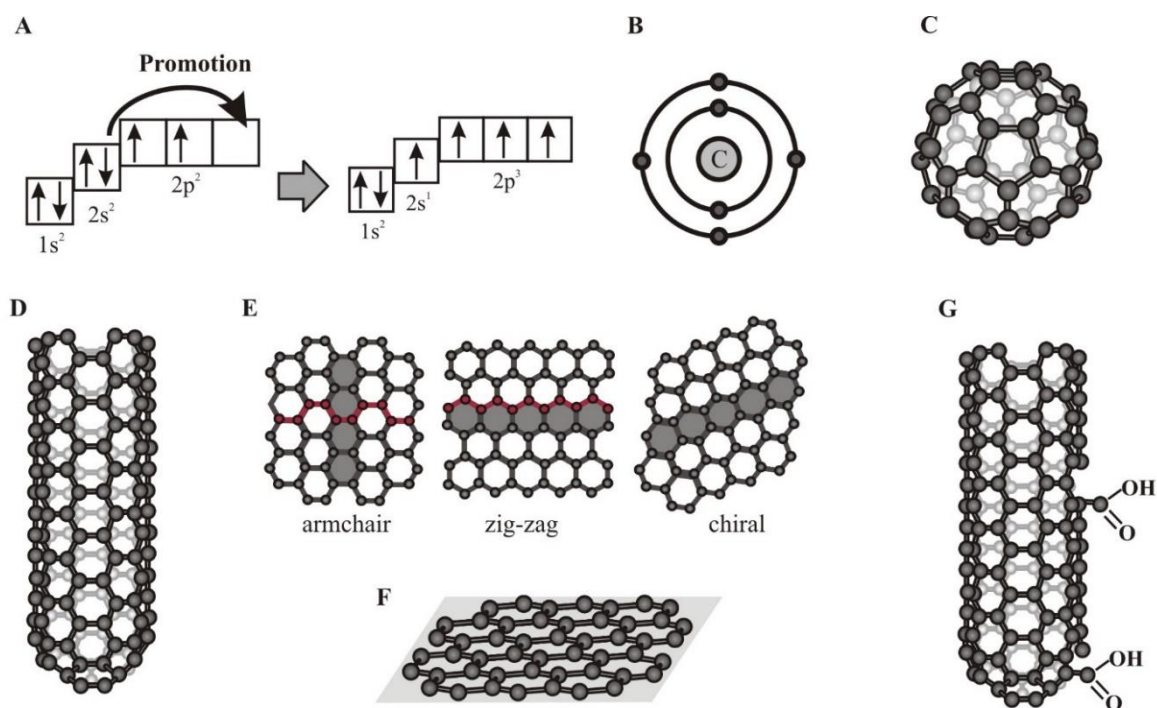 A
Promotion
1s²
2s²
2p²
1s²
2s¹
2p³
B
C
C
D
E
armchair
zig-zag
chiral
F
G
OH
O
OH
O